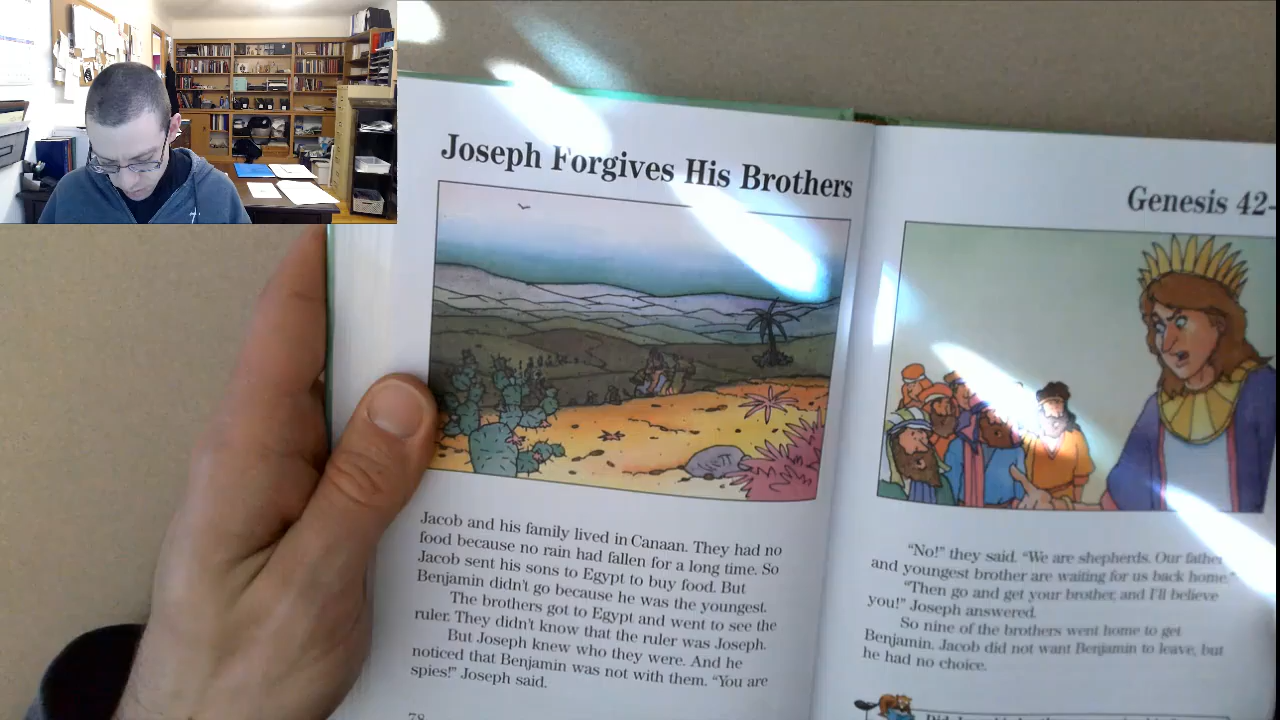 Joseph Forgives His Brothers
Jacob and his family lived in Canaan. They had no
food because no rain had fallen for a long time. So
Jacob sent his sons to Egypt to buy food. But
Benjamin didn't go because he was the youngest.
The brothers got to Egypt and went to see the
ruler. They didn't know that the ruler was Joseph.
But Joseph knew who they were. And he
noticed that Benjamin was not with them. "You are
spies!" Joseph said.
78
Genesis 42-
"No!" they said. "We are shepherds. Our father
and youngest brother are waiting for us back home."
"Then go and get your brother, and I'll believe
you!" Joseph answered.
So nine of the brothers went home to get
Benjamin. Jacob did not want Benjamin to leave, but
he had no choice.